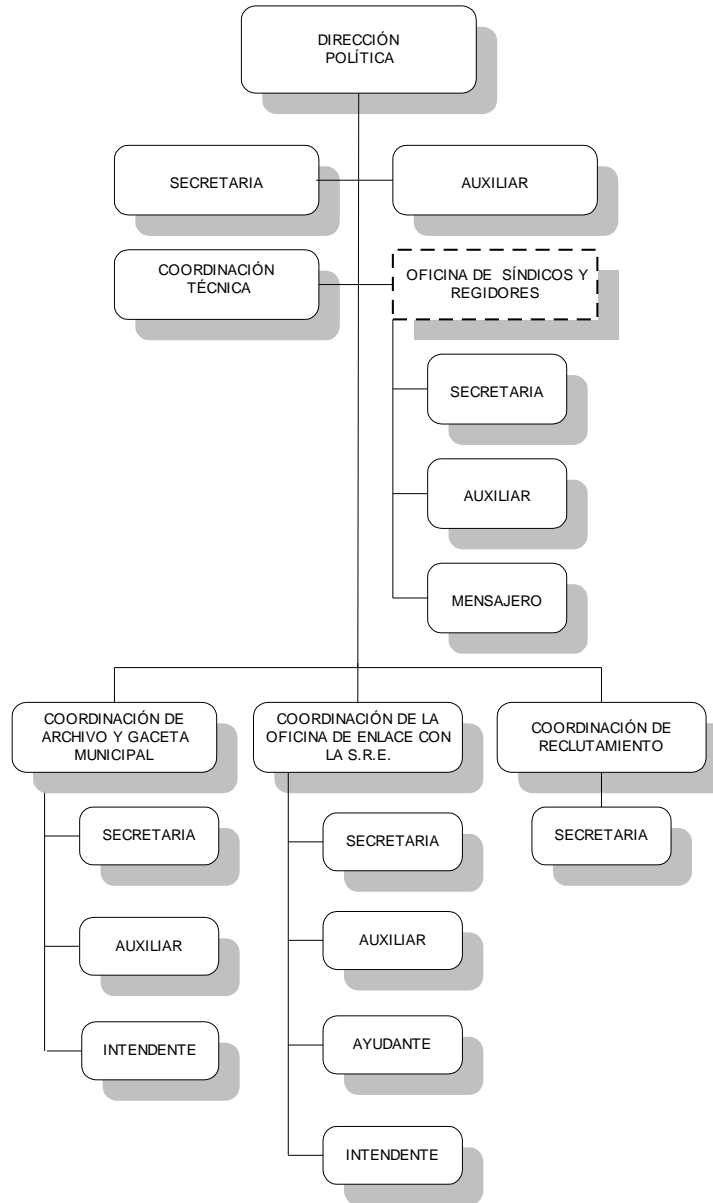 DIRECCIÓN
POLÍTICA
SECRETARIA
AUXILIAR
COORDINACIÓN
TÉCNICA
OFICINA DE SÍNDICOS Y
REGIDORES
SECRETARIA
AUXILIAR
MENSAJERO
COORDINACIÓN DE
ARCHIVO Y GACETA
MUNICIPAL
SECRETARIA
AUXILIAR
INTENDENTE
COORDINACIÓN DE LA
OFICINA DE ENLACE CON
LA S.R.E.
SECRETARIA
AUXILIAR
AYUDANTE
INTENDENTE
COORDINACIÓN DE
RECLUTAMIENTO
SECRETARIA